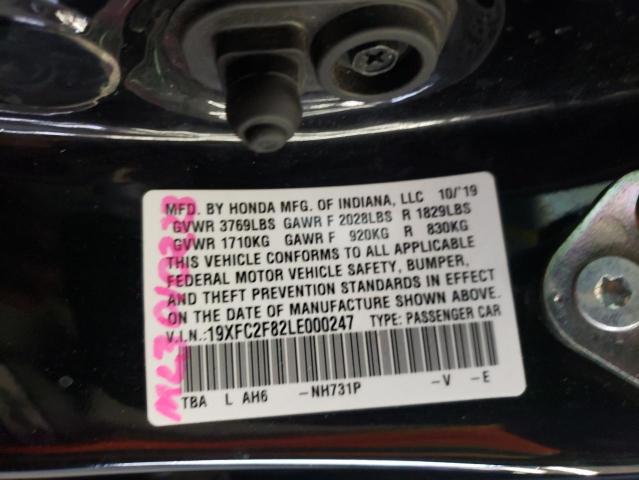 MFD. BY HONDA MFG. OF INDIANA, LLC 10/'19
GVWR 3769LBS GAWR F 2028LBS R 1829LBS
GVWR 1710KG GAWR F 920KG R 830KG
THIS VEHICLE CONFORMS TO ALL APPLICABLE
FEDERAL MOTOR VEHICLE SAFETY, BUMPER,
AND THEFT PREVENTION STANDARDS IN EFFECT
ON THE DATE OF MANUFACTURE SHOWN ABOVE.
V.I.N.:19XFC2F82LE000247 TYPE: PASSENGER CAR
TBA L AH6 -NH731P -V -E